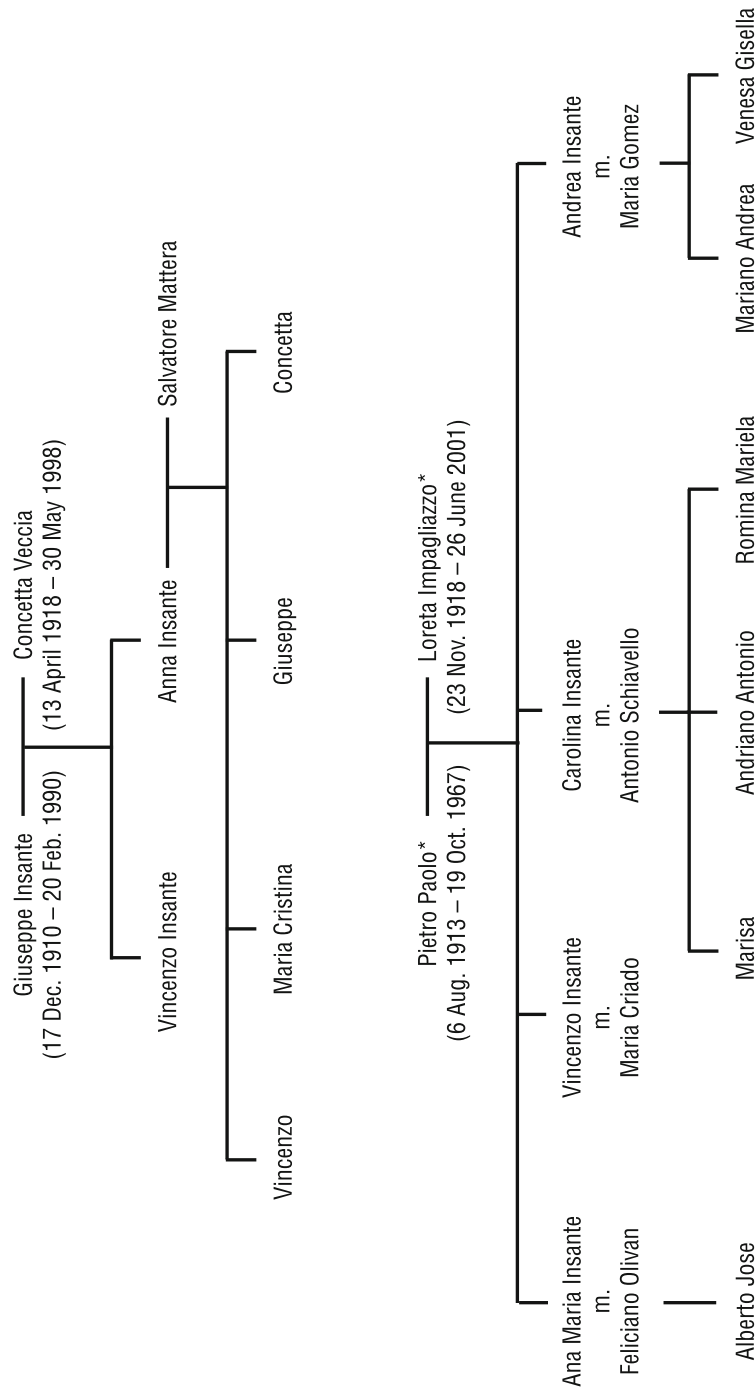 Giuseppe Insante
(17 Dec. 1910 – 20 Feb. 1990)
Concetta Veccia
(13 April 1918 – 30 May 1998)
Vincenzo Insante
Anna Insante
Salvatore Mattera
Vincenzo
Maria Cristina
Giuseppe
Concetta
Pietro Paolo*
(6 Aug. 1913 – 19 Oct. 1967)
Loreta Impagliazzo*
(23 Nov. 1918 – 26 June 2001)
Ana Maria Insante
m.
Feliciano Olivan
Vincenzo Insante
m.
Maria Criado
Carolina Insante
m.
Antonio Schiavello
Andrea Insante
m.
Maria Gomez
Alberto Jose
Marisa
Andriano Antonio
Romina Mariela
Mariano Andrea
Venesa Gisella